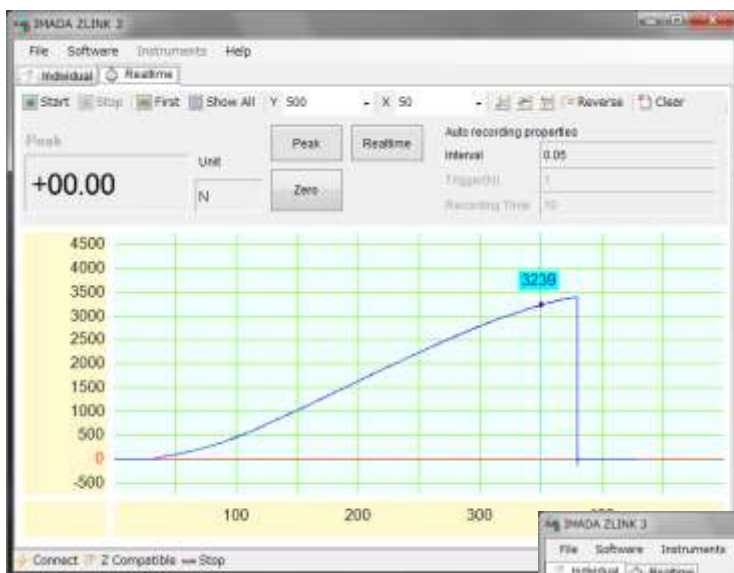 IMADA ZLINK 3
File Software Instruments Help
Individual Realtime
Start Stop First Show All Y 500 X 50 Reverse Clear
Peak
+00.00
Unit
N
Peak Realtime
Zero
Auto recording properties
Interval 0.05
Trigger(N) 1
Recording Time 10
4500
4000
3500
3000
2500
2000
1500
1000
500
0
-500
3239
100 200 300
Connect Z Compatible Stop
IMADA ZLINK 3
File Software Instruments
Individual Realtime